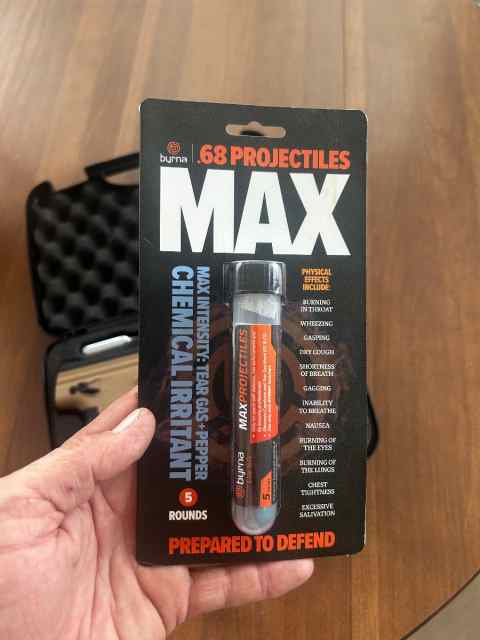 byrna
.68 PROJECTILES
MAX
MAX INTENSITY: TEAR GAS + PEPPER
CHEMICAL IRRITANT
5
ROUNDS
byrna
MAXPROJECTILES
5
PHYSICAL
EFFECTS
INCLUDE:
BURNING
IN THROAT
WHEEZING
GASPING
DRY COUGH
SHORTNESS
OF BREATH
GAGGING
INABILITY
TO BREATHE
NAUSEA
BURNING OF
THE EYES
BURNING OF
THE LUNGS
CHEST
TIGHTNESS
EXCESSIVE
SALIVATION
PREPARED TO DEFEND